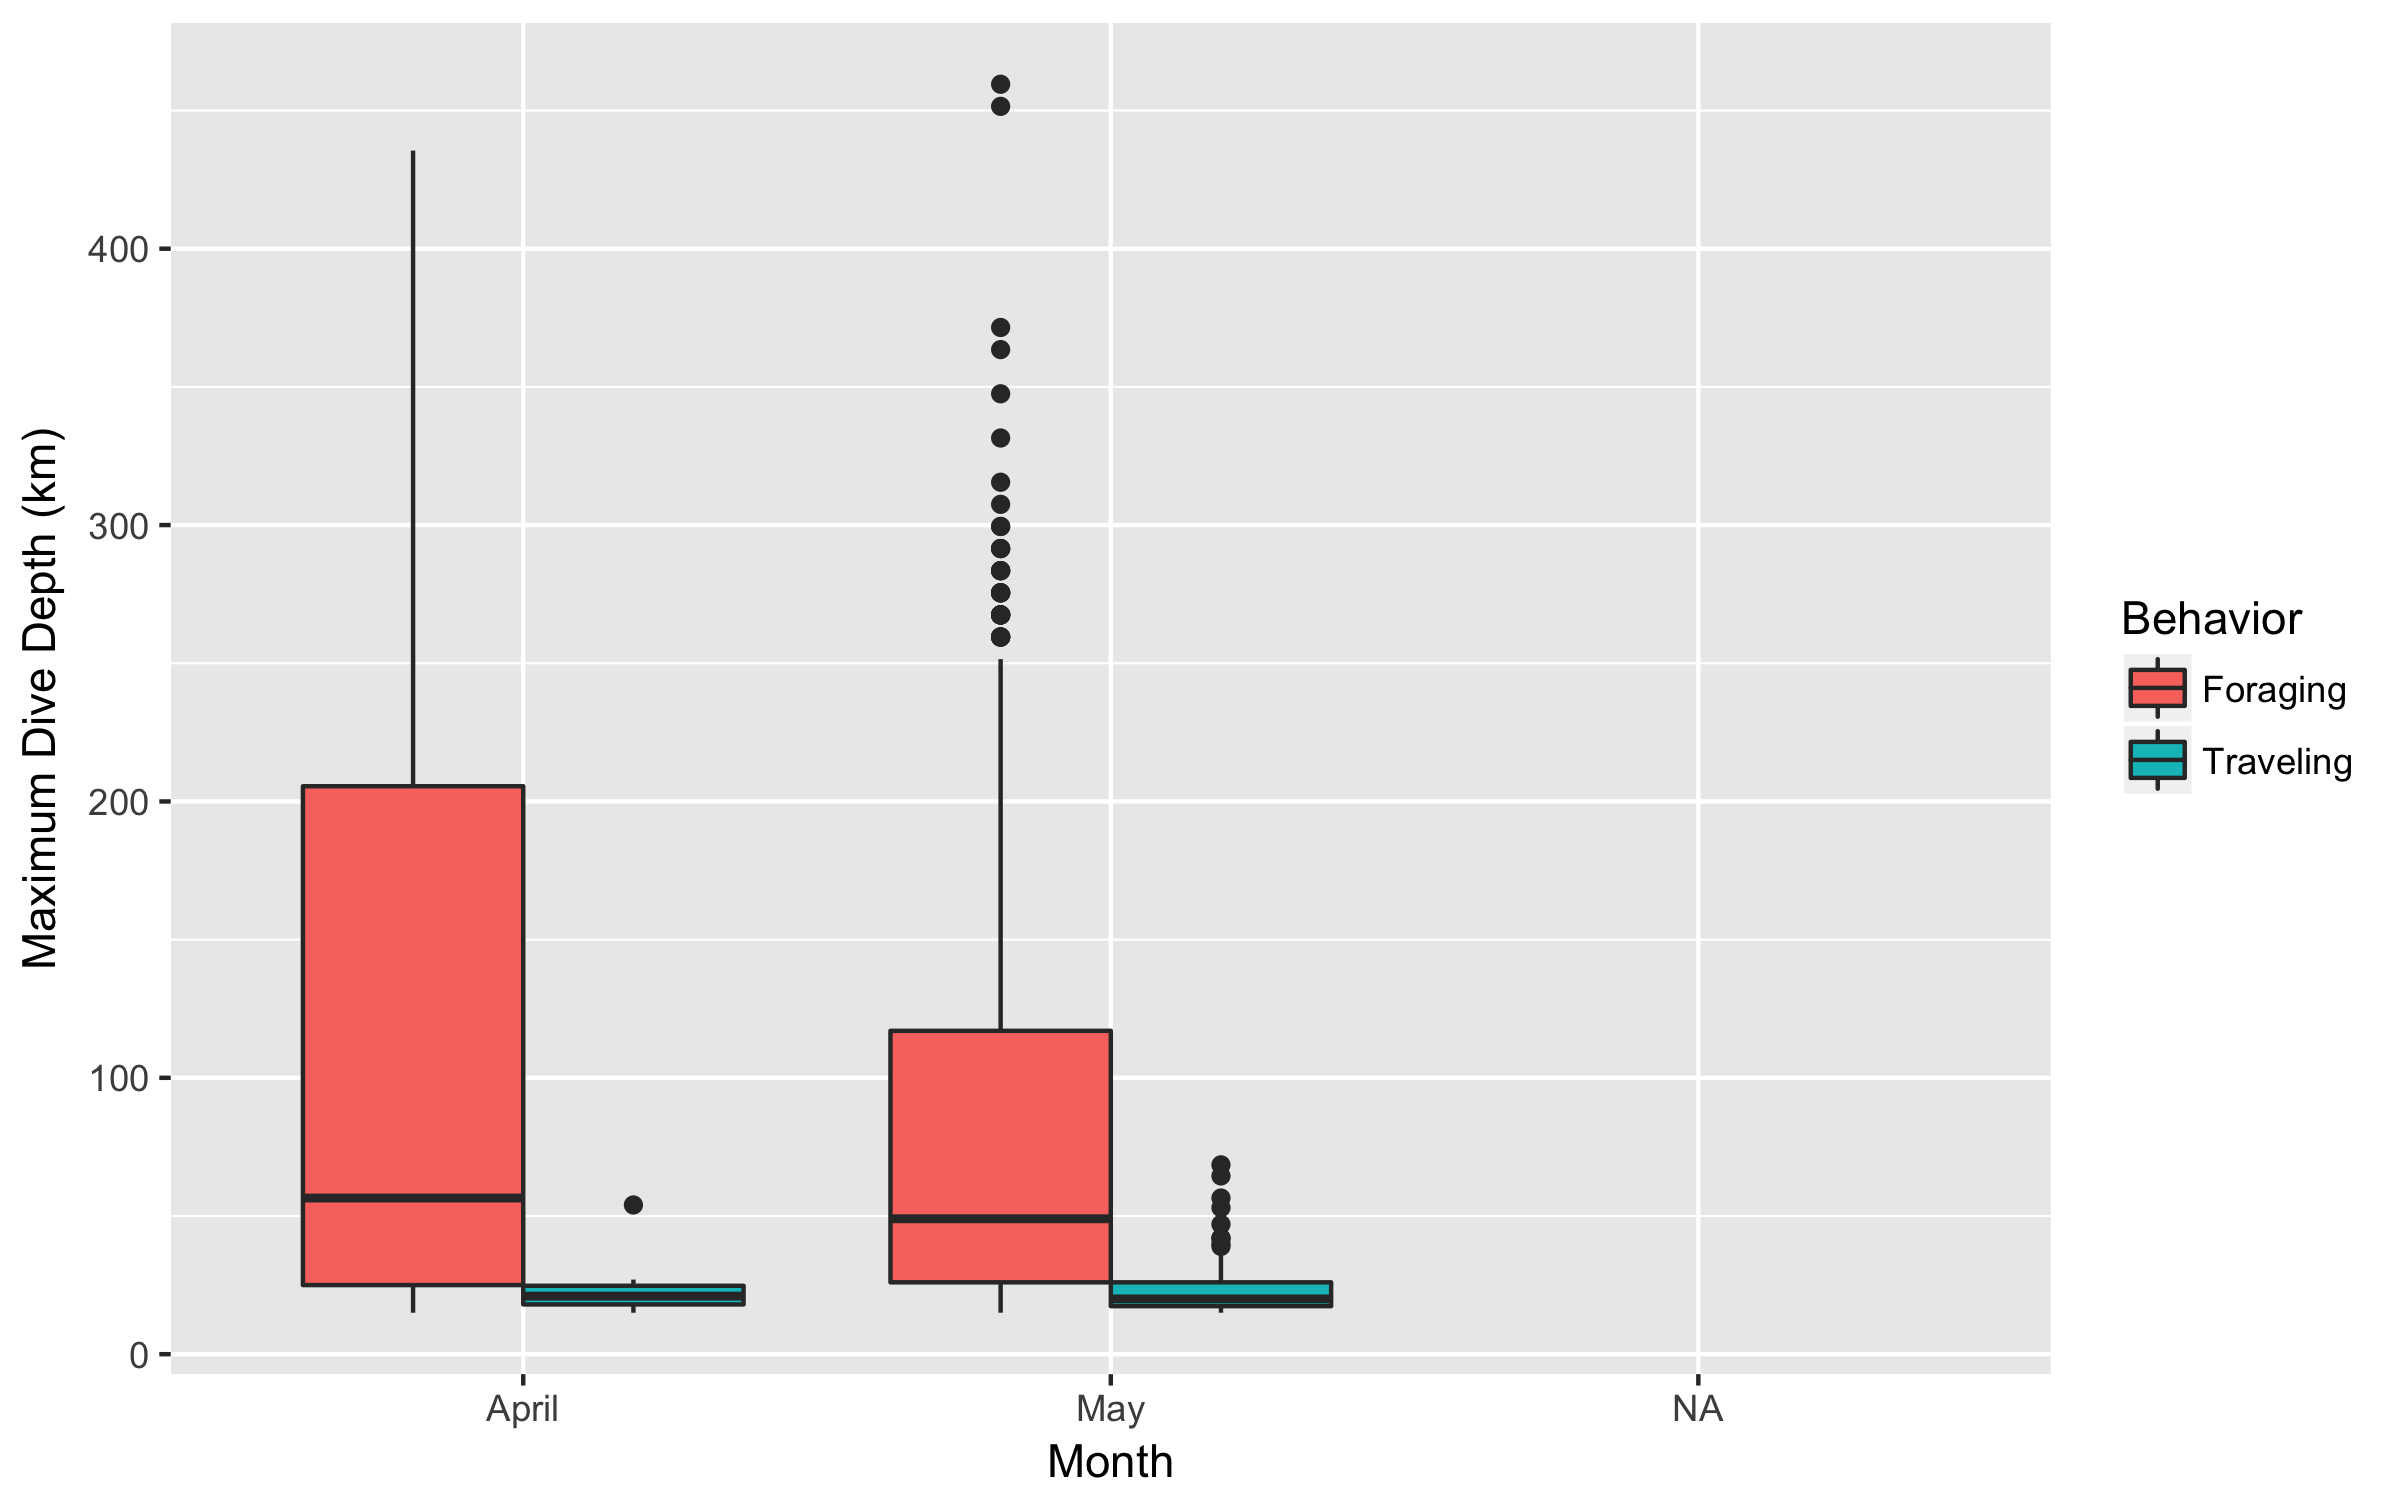 Maximum Dive Depth (km)
400
300
200
100
0
April
May
NA
Month
Behavior
Foraging
Traveling